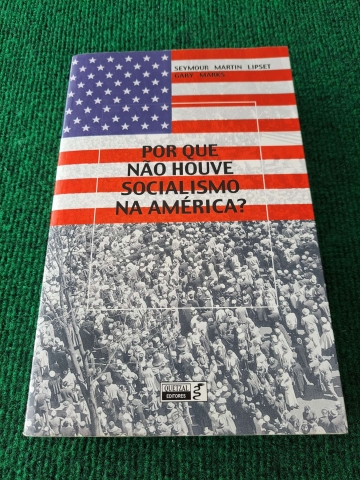 SEYMOUR MARTIN LIPSET
GARY MARKS
POR QUE
NÃO HOUVE
SOCIALISMO
NA AMÉRICA?
QUETZAL
EDITORES